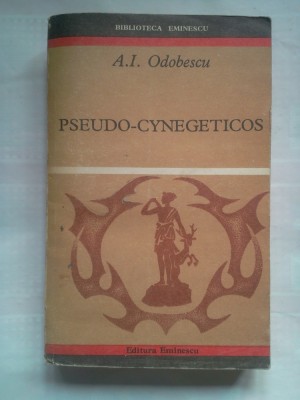 BIBLIOTECA EMINESCU
A.I. Odobescu
PSEUDO-CYNEGETICOS
Editura Eminescu